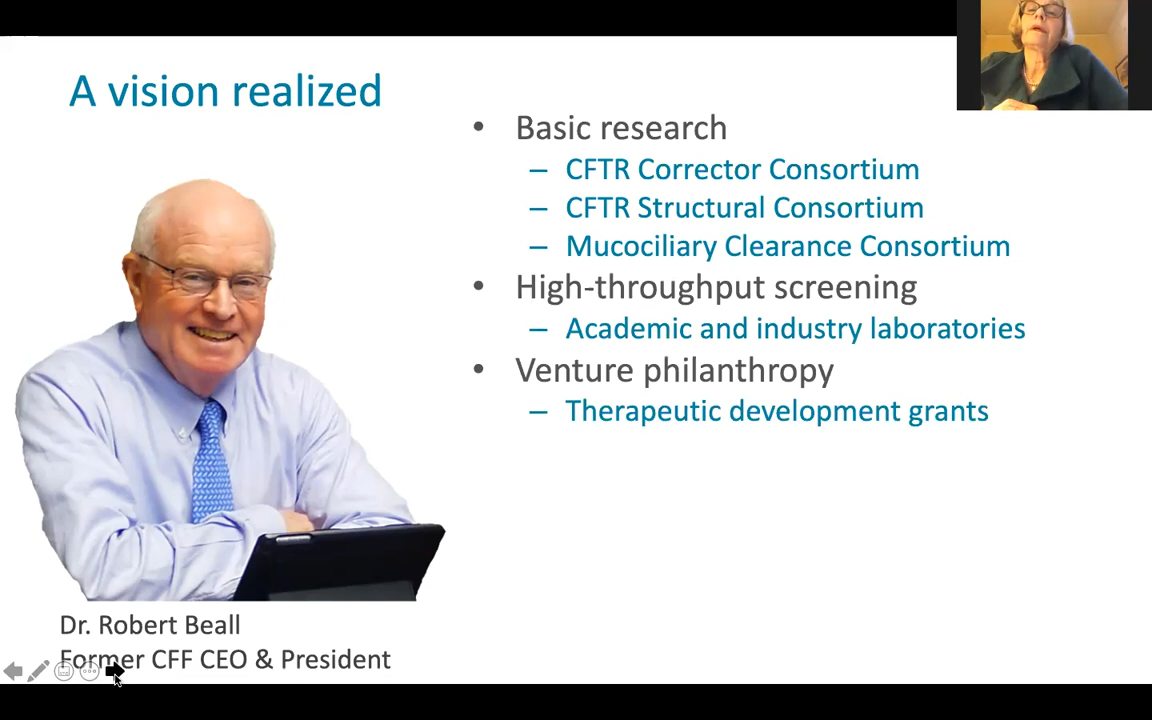 A vision realized
• Basic research
– CFTR Corrector Consortium
– CFTR Structural Consortium
– Mucociliary Clearance Consortium
• High-throughput screening
– Academic and industry laboratories
• Venture philanthropy
– Therapeutic development grants
Dr. Robert Beall
Former CFF CEO & President